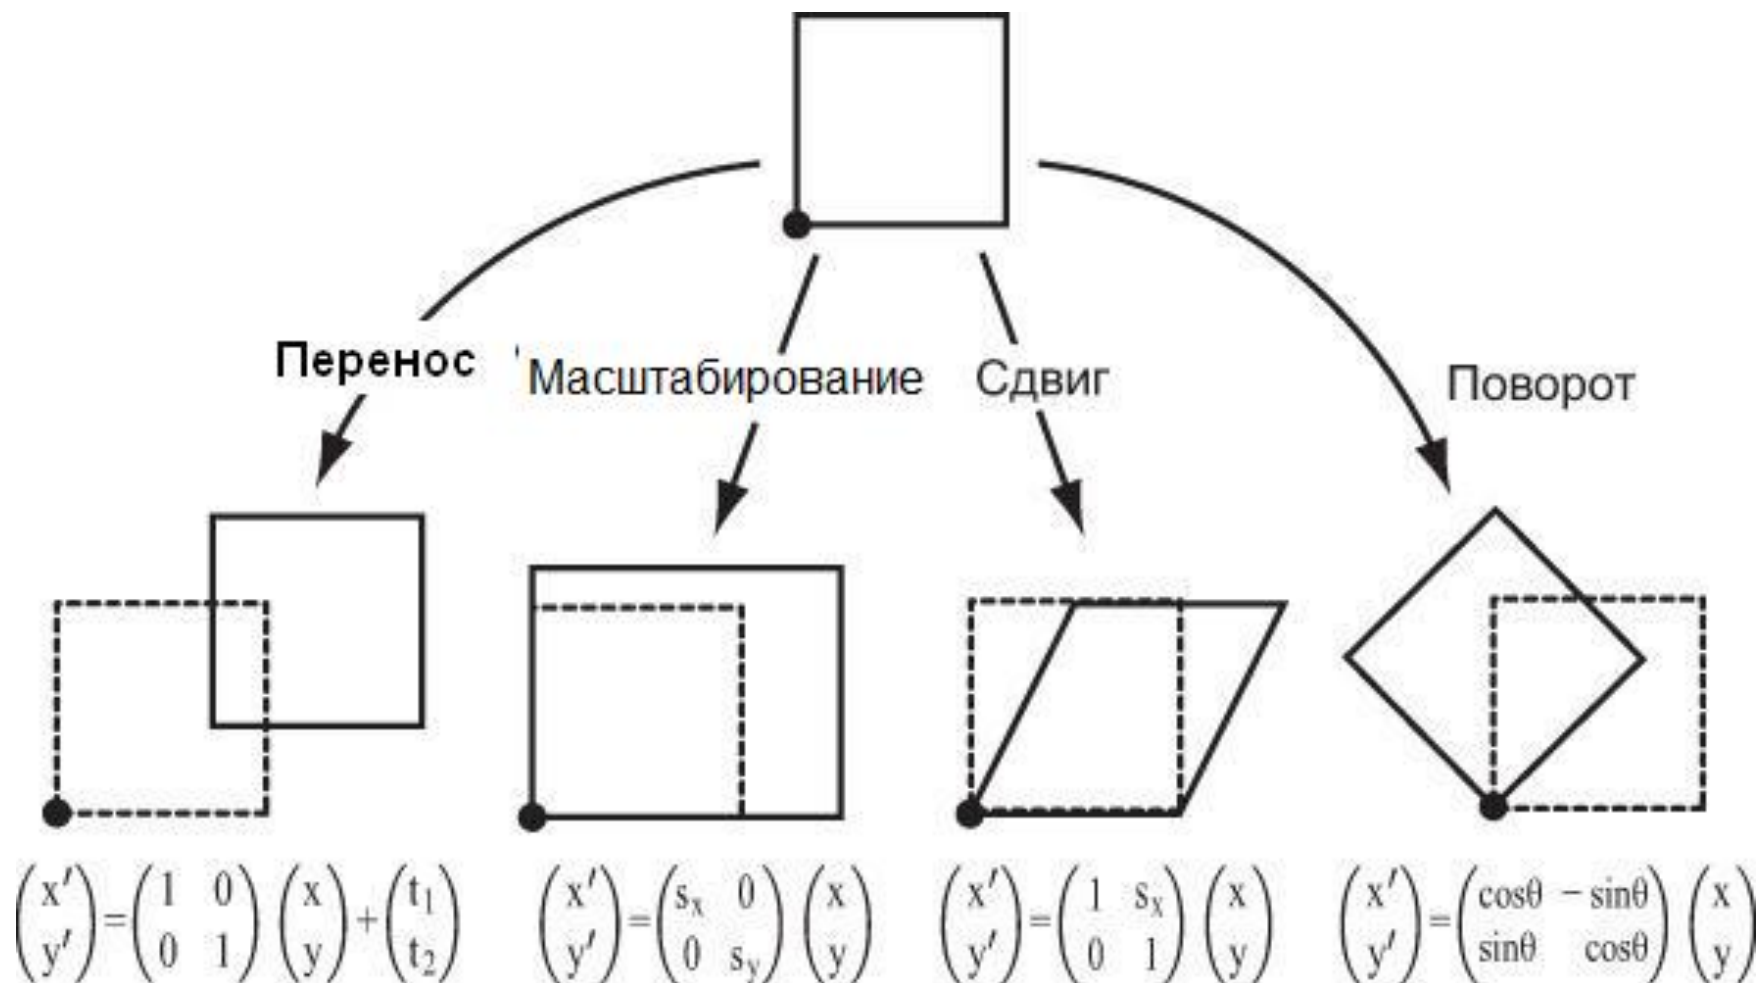 Перенос
Масштабирование
Сдвиг
Поворот
(x′ y′) = (1 0 0 1) (x y) + (t₁ t₂)
(x′ y′) = (sₓ 0 0 s_y) (x y)
(x′ y′) = (1 sₓ 0 1) (x y)
(x′ y′) = (cosθ − sinθ sinθ cosθ) (x y)